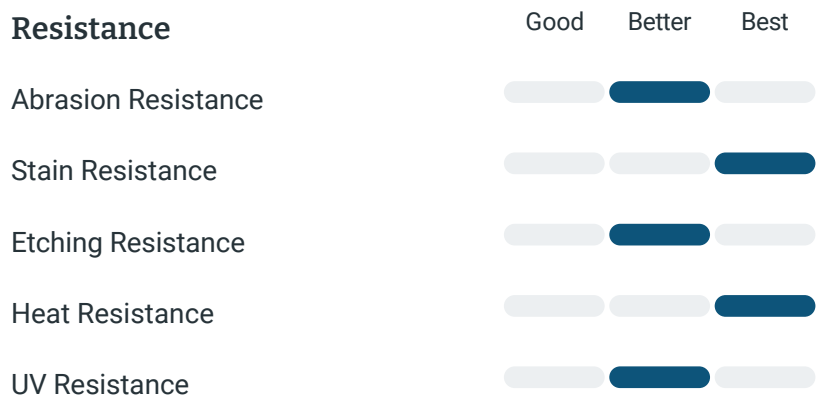 Resistance Good Better Best
Abrasion Resistance
Stain Resistance
Etching Resistance
Heat Resistance
UV Resistance